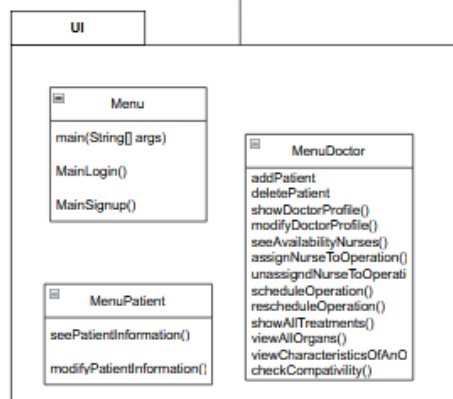 UI
Menu
main(String[] args)
MainLogin()
MainSignup()
MenuDoctor
addPatient
deletePatient
showDoctorProfile()
modifyDoctorProfile()
seeAvailabilityNurses()
assignNurseToOperation()
unassigndNurseToOperati
scheduleOperation()
rescheduleOperation()
showAllTreatments()
viewAllOrgans()
viewCharacteristicsOfAnO
checkCompativility()
MenuPatient
seePatientInformation()
modifyPatientInformation()